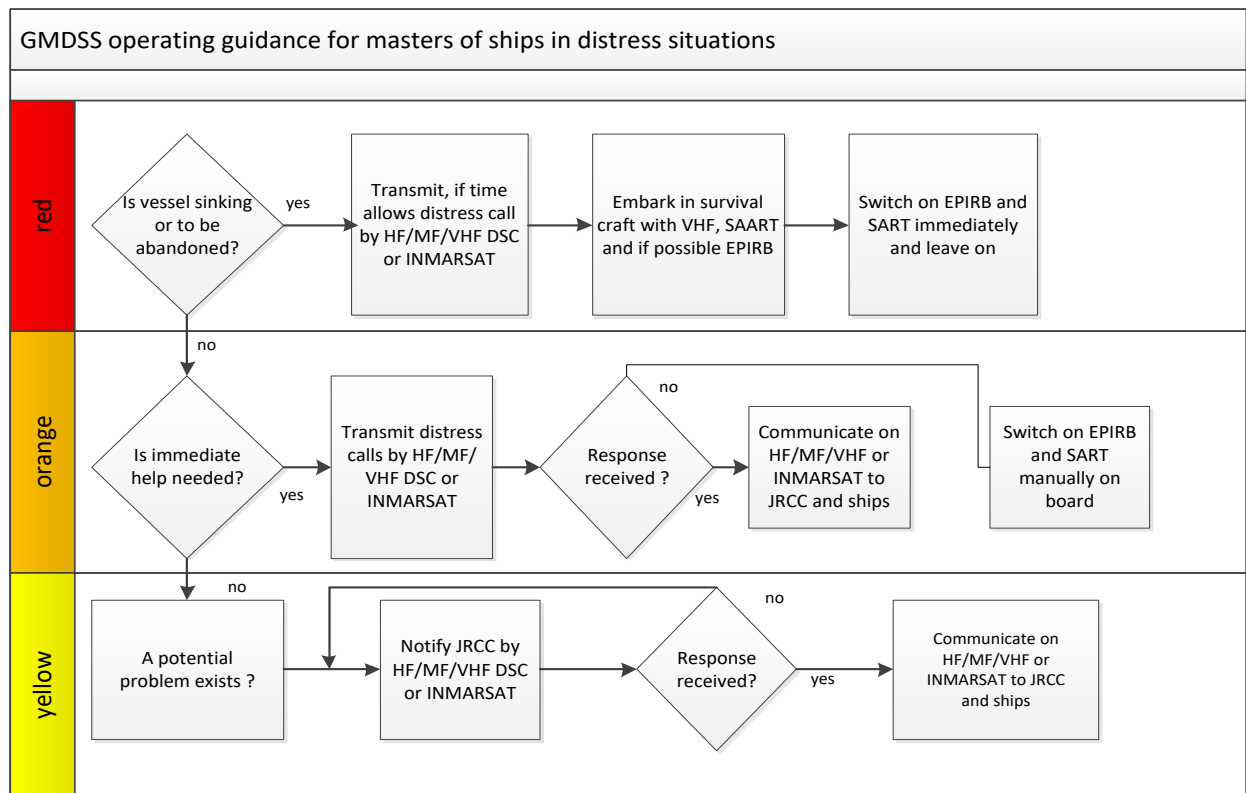 GMDSS operating guidance for masters of ships in distress situations
red
Is vessel sinking
or to be
abandoned?
yes
Transmit, if time
allows distress call
by HF/MF/VHF DSC
or INMARSAT
Embark in survival
craft with VHF, SAART
and if possible EPIRB
Switch on EPIRB and
SART immediately
and leave on
no
orange
Is immediate
help needed?
yes
Transmit distress
calls by HF/MF/
VHF DSC or
INMARSAT
Response
received ?
no
yes
Communicate on
HF/MF/VHF or
INMARSAT to
JRCC and ships
Switch on EPIRB
and SART
manually on
board
no
yellow
A potential
problem exists ?
Notify JRCC by
HF/MF/VHF DSC
or INMARSAT
Response
received?
no
yes
Communicate on
HF/MF/VHF or
INMARSAT to JRCC
and ships